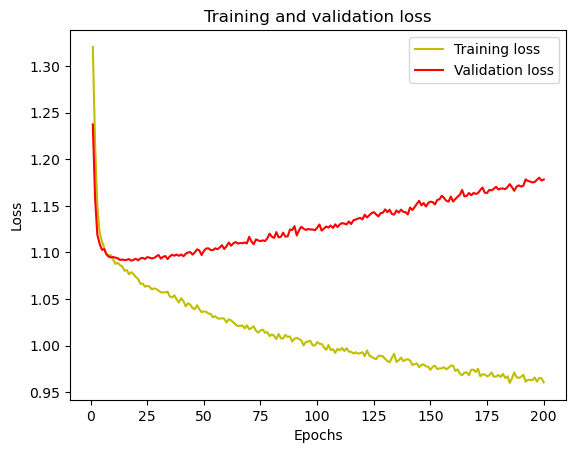 Training and validation loss
Training loss
Validation loss
1.30
1.25
1.20
1.15
1.10
1.05
1.00
0.95
Loss
0 25 50 75 100 125 150 175 200
Epochs